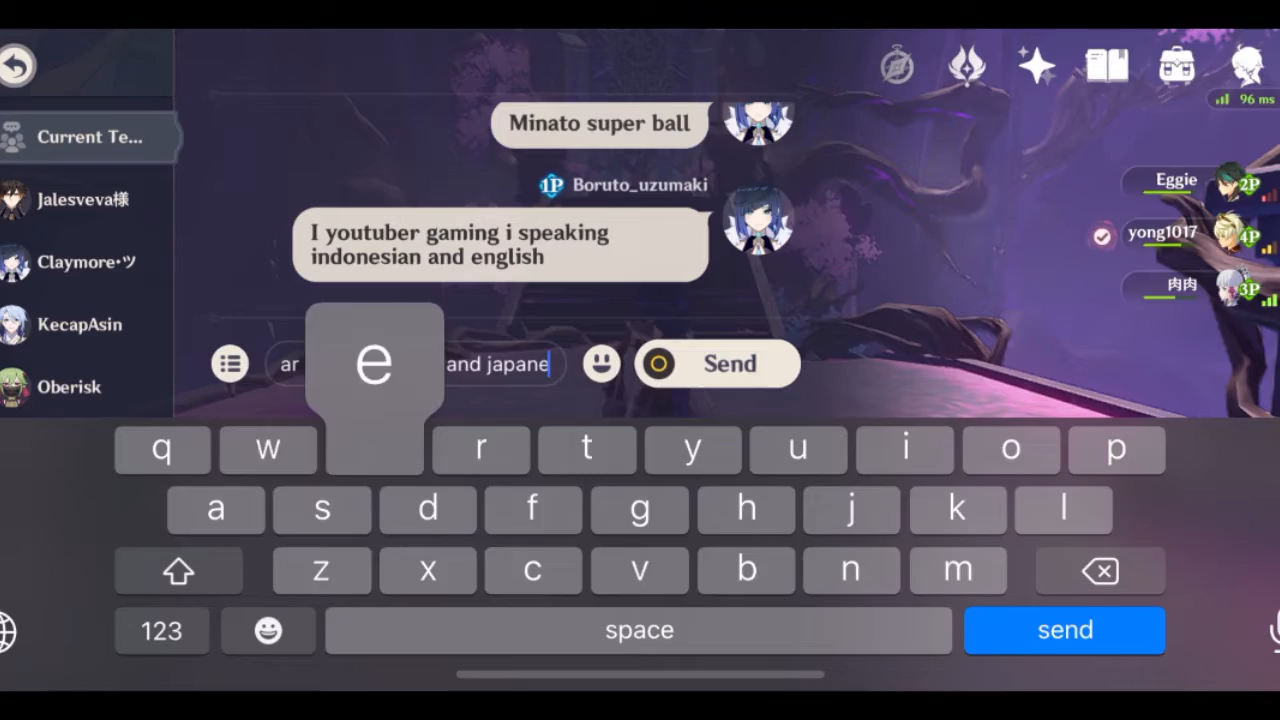 96 ms
Current Te...
Minato super ball
Jalesveva様
1P Boruto_uzumaki
Eggie 2P
I youtuber gaming i speaking
indonesian and english
yong1017 4P
Claymore•ツ
肉肉 3P
KecapAsin
ar
and japane
Send
Oberisk
e
q w r t y u i o p
a s d f g h j k l
z x c v b n m
123 space send